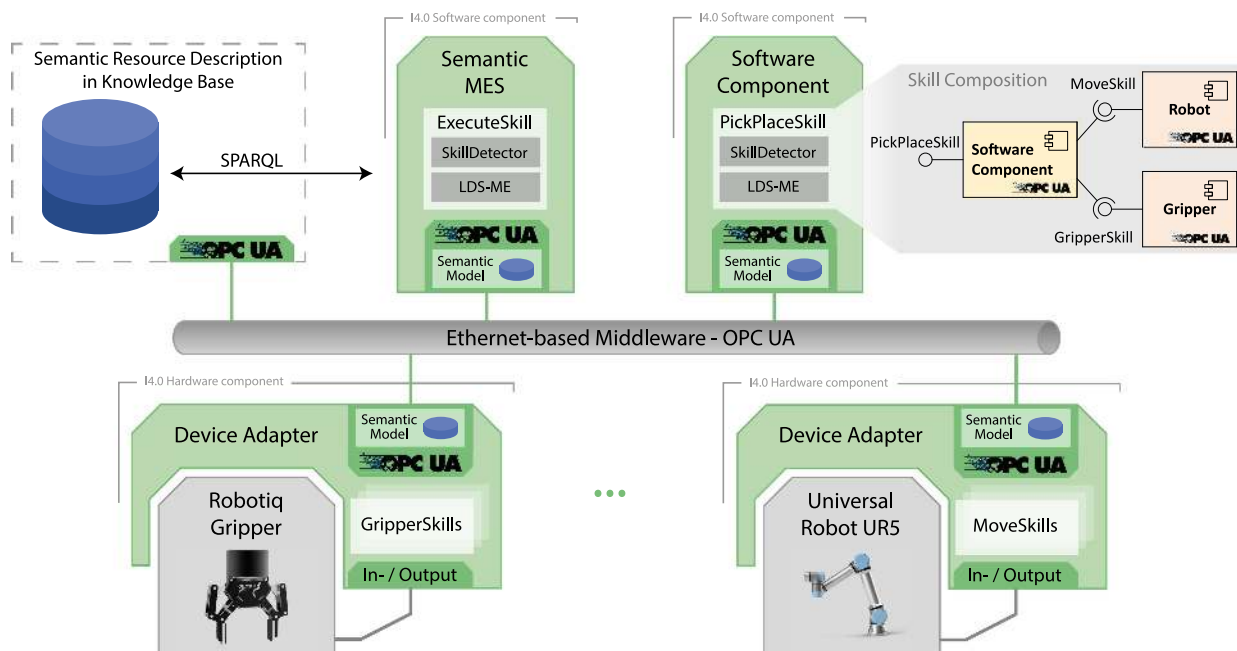 I4.0 Software component
I4.0 Software component
Semantic Resource Description
in Knowledge Base
SPARQL
OPC UA
Semantic
MES
ExecuteSkill
SkillDetector
LDS-ME
OPC UA
Semantic
Model
Software
Component
PickPlaceSkill
SkillDetector
LDS-ME
OPC UA
Semantic
Model
Skill Composition
MoveSkill
Robot
OPC UA
PickPlaceSkill
Software
Component
OPC UA
Gripper
OPC UA
GripperSkill
Ethernet-based Middleware - OPC UA
I4.0 Hardware component
Device Adapter
Semantic
Model
OPC UA
Robotiq
Gripper
GripperSkills
In- / Output
I4.0 Hardware component
Device Adapter
Semantic
Model
OPC UA
Universal
Robot UR5
MoveSkills
In- / Output